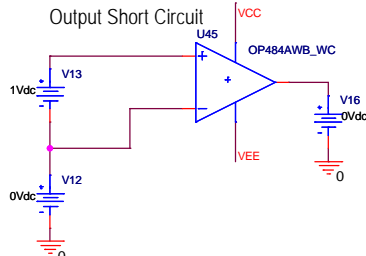 Output Short Circuit
VCC
U45
OP484AWB_WC
V13
1Vdc
V16
0Vdc
VEE
V12
0Vdc
0
0